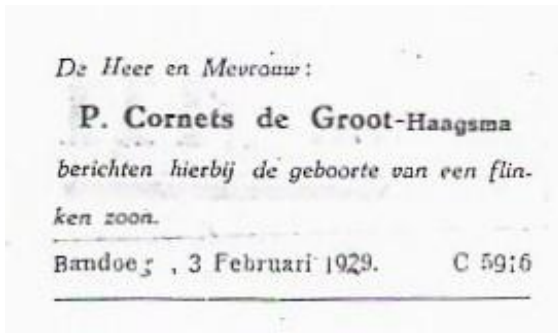 De Heer en Mevrouw:
P. Cornets de Groot-Haagsma
berichten hierbij de geboorte van een flin-
ken zoon.
Bandoeng, 3 Februari 1929. C 5916